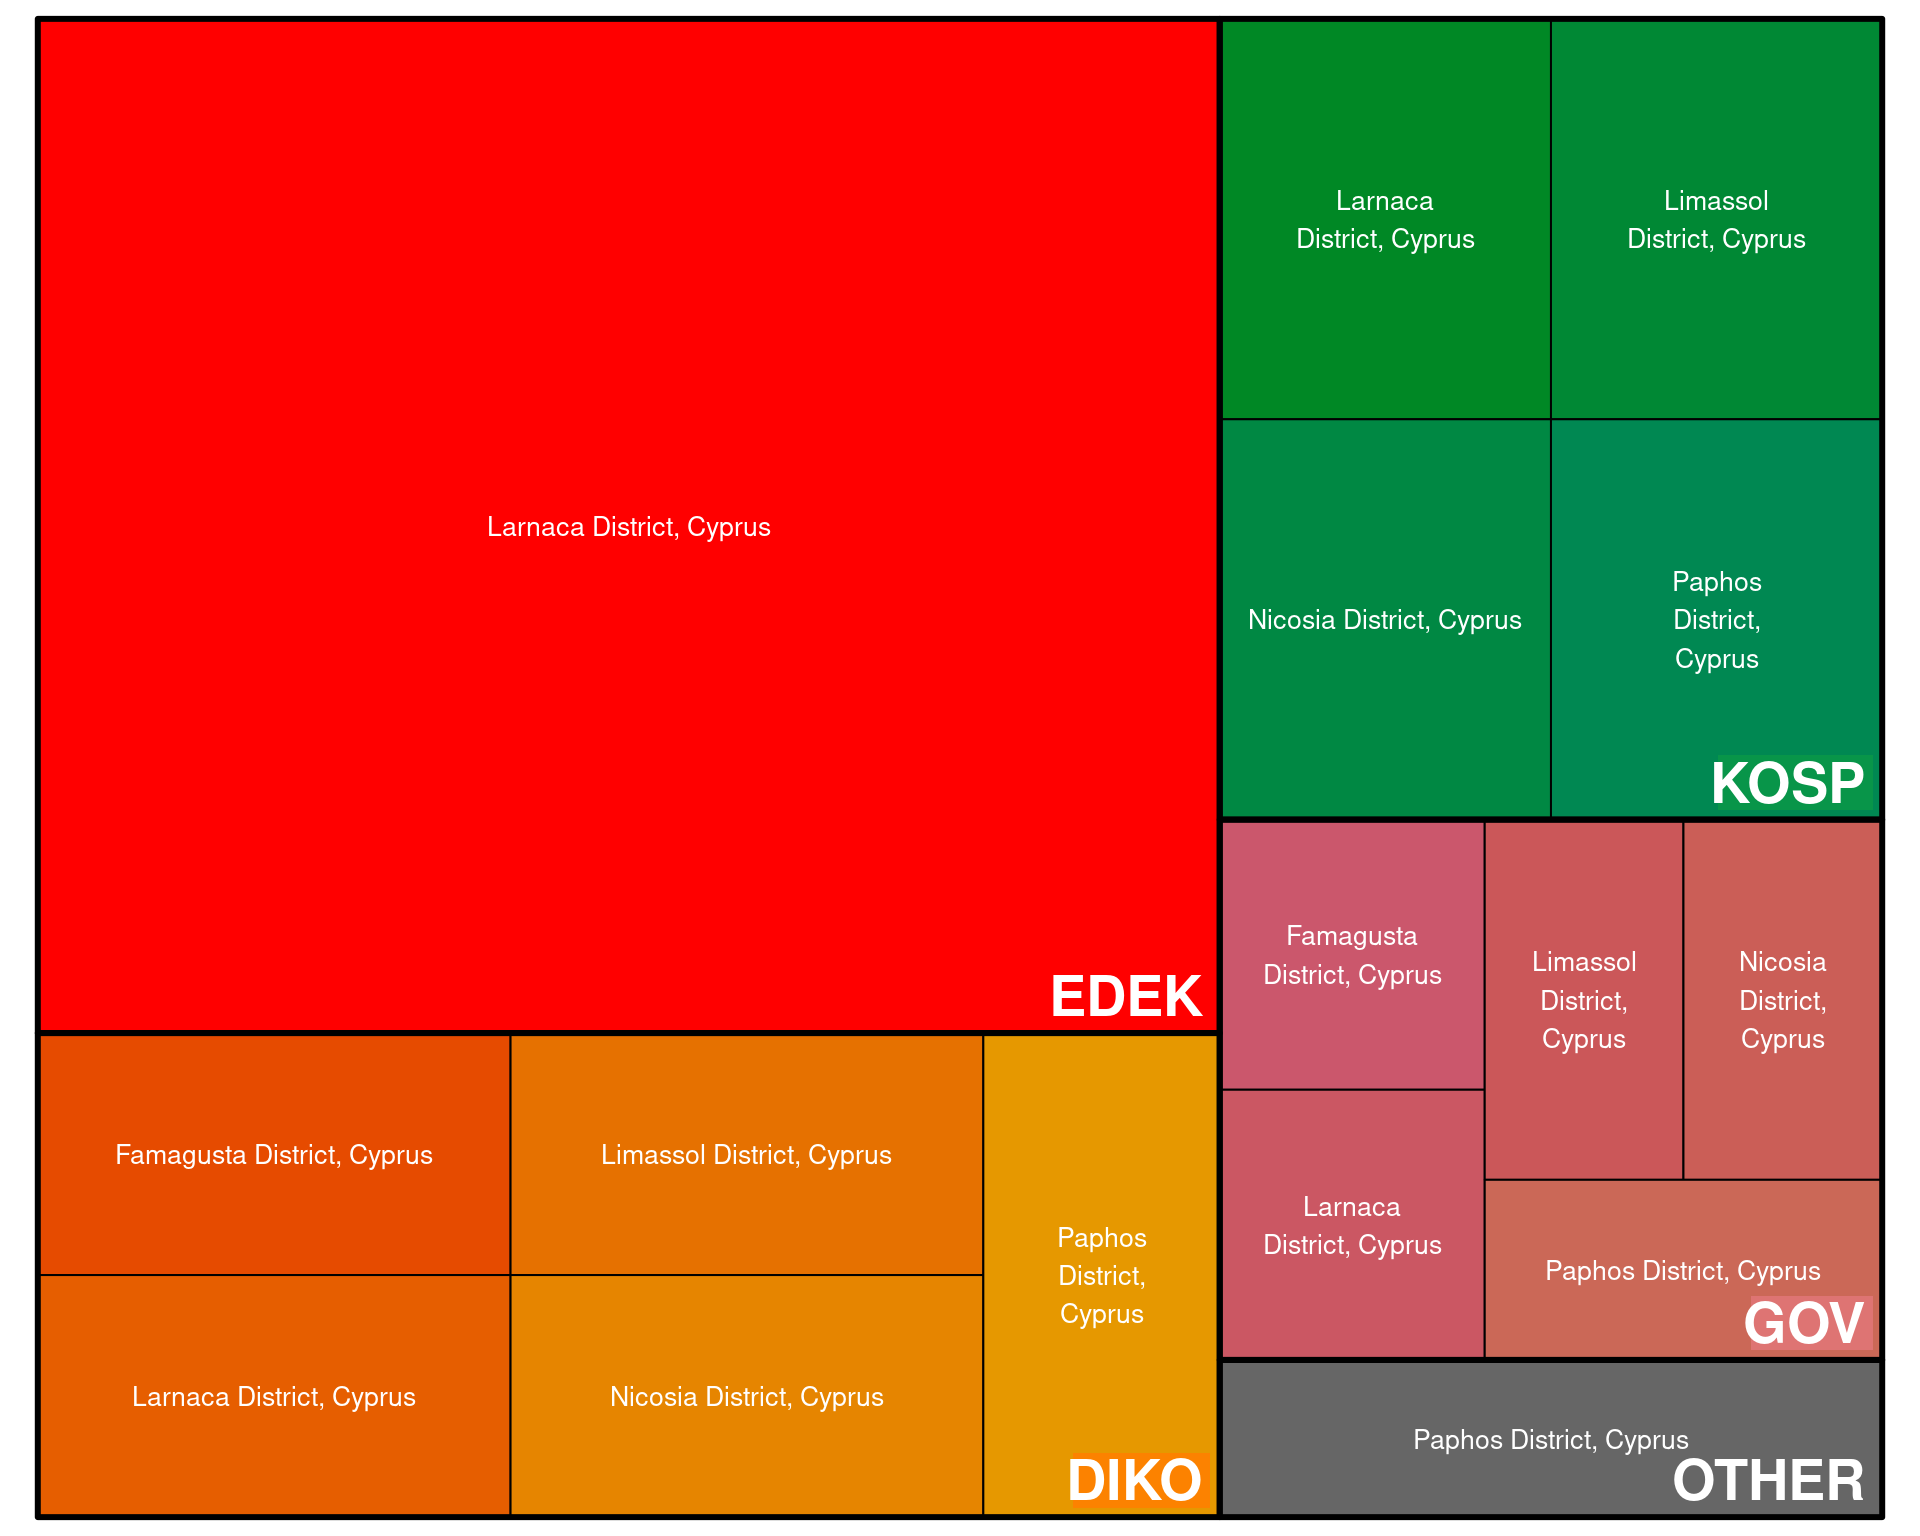 Larnaca District, Cyprus
EDEK
Famagusta District, Cyprus
Larnaca District, Cyprus
Limassol District, Cyprus
Nicosia District, Cyprus
Paphos
District,
Cyprus
DIKO
Larnaca
District, Cyprus
Limassol
District, Cyprus
Nicosia District, Cyprus
Paphos
District,
Cyprus
KOSP
Famagusta
District, Cyprus
Larnaca
District, Cyprus
Limassol
District,
Cyprus
Nicosia
District,
Cyprus
Paphos District, Cyprus
GOV
Paphos District, Cyprus
OTHER